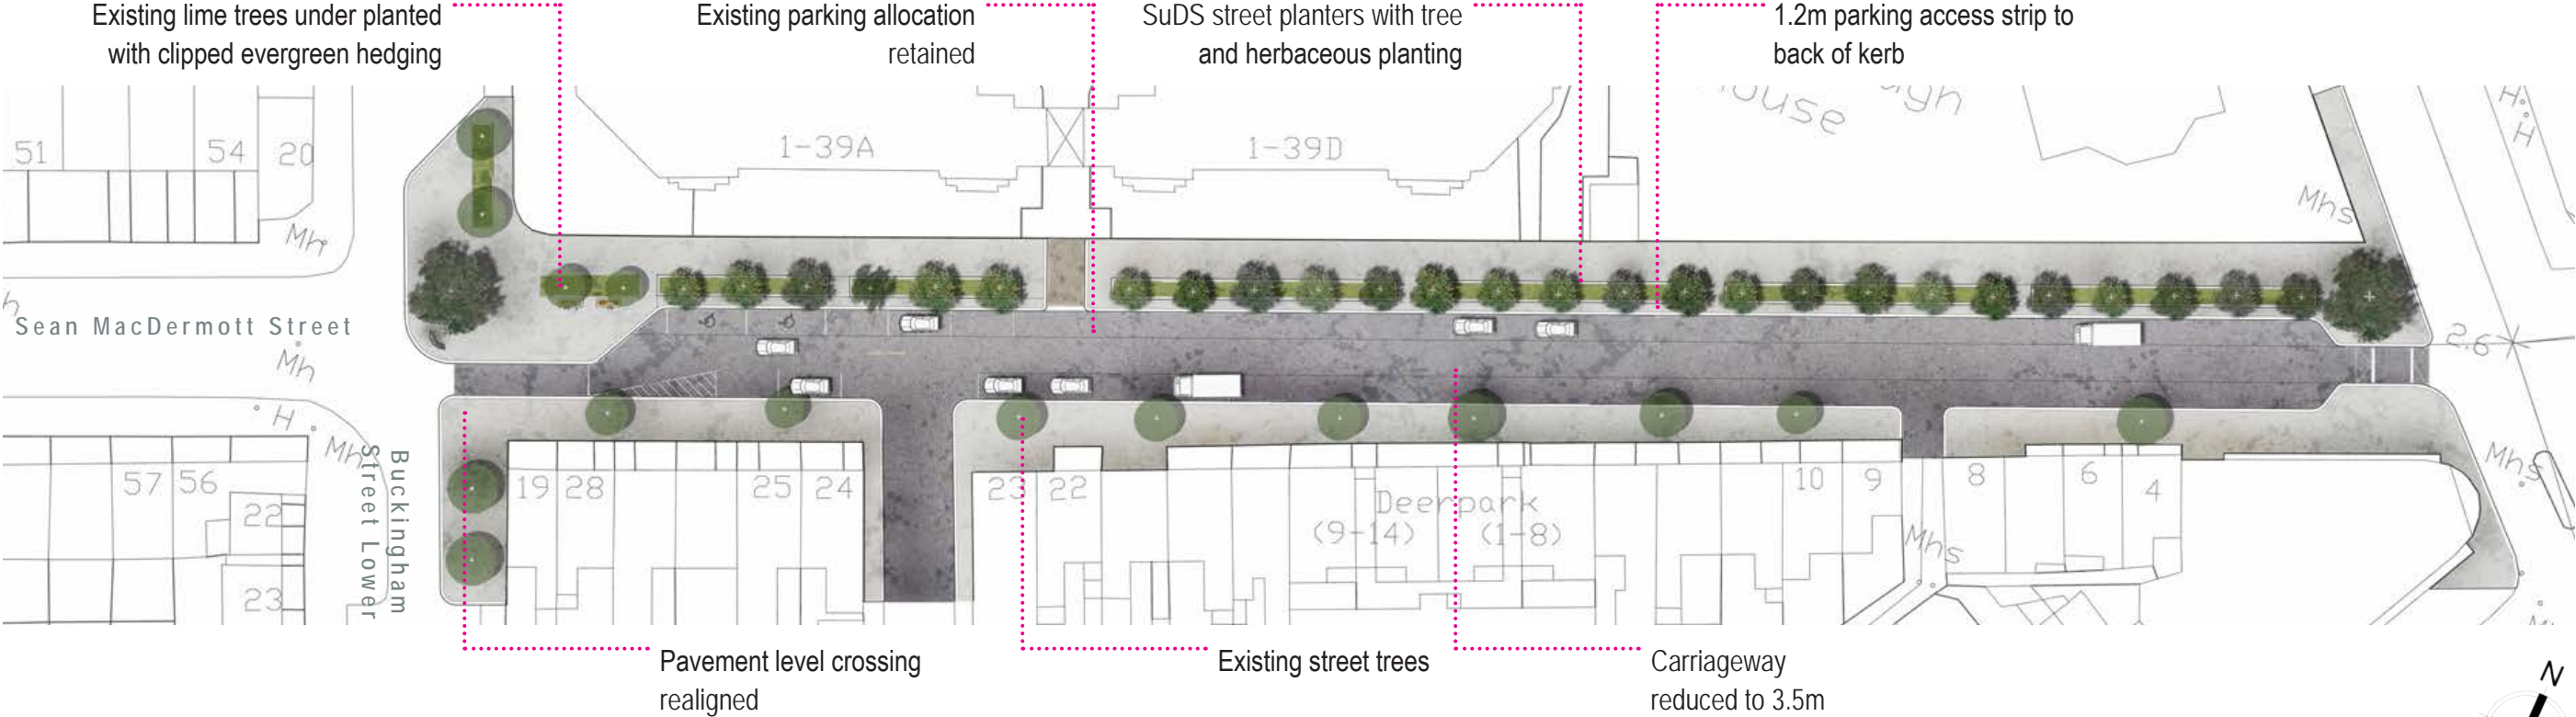 Existing lime trees under planted
with clipped evergreen hedging
Existing parking allocation
retained
SuDS street planters with tree
and herbaceous planting
1.2m parking access strip to
back of kerb
51
54
20
1-39A
1-39D
ouse
H
Mh
Mhs
Sean MacDermott Street
Mh
2.6
H
Mh
57
56
22
23
Buckingham
Street Lower
19
28
25
24
23
22
Deerpark
(9-14)
(1-8)
10
9
8
6
4
Mhs
Mhs
Pavement level crossing
realigned
Existing street trees
Carriageway
reduced to 3.5m
N